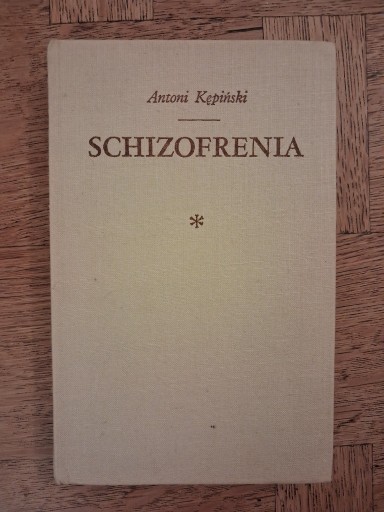 Antoni Kępiński
SCHIZOFRENIA
*